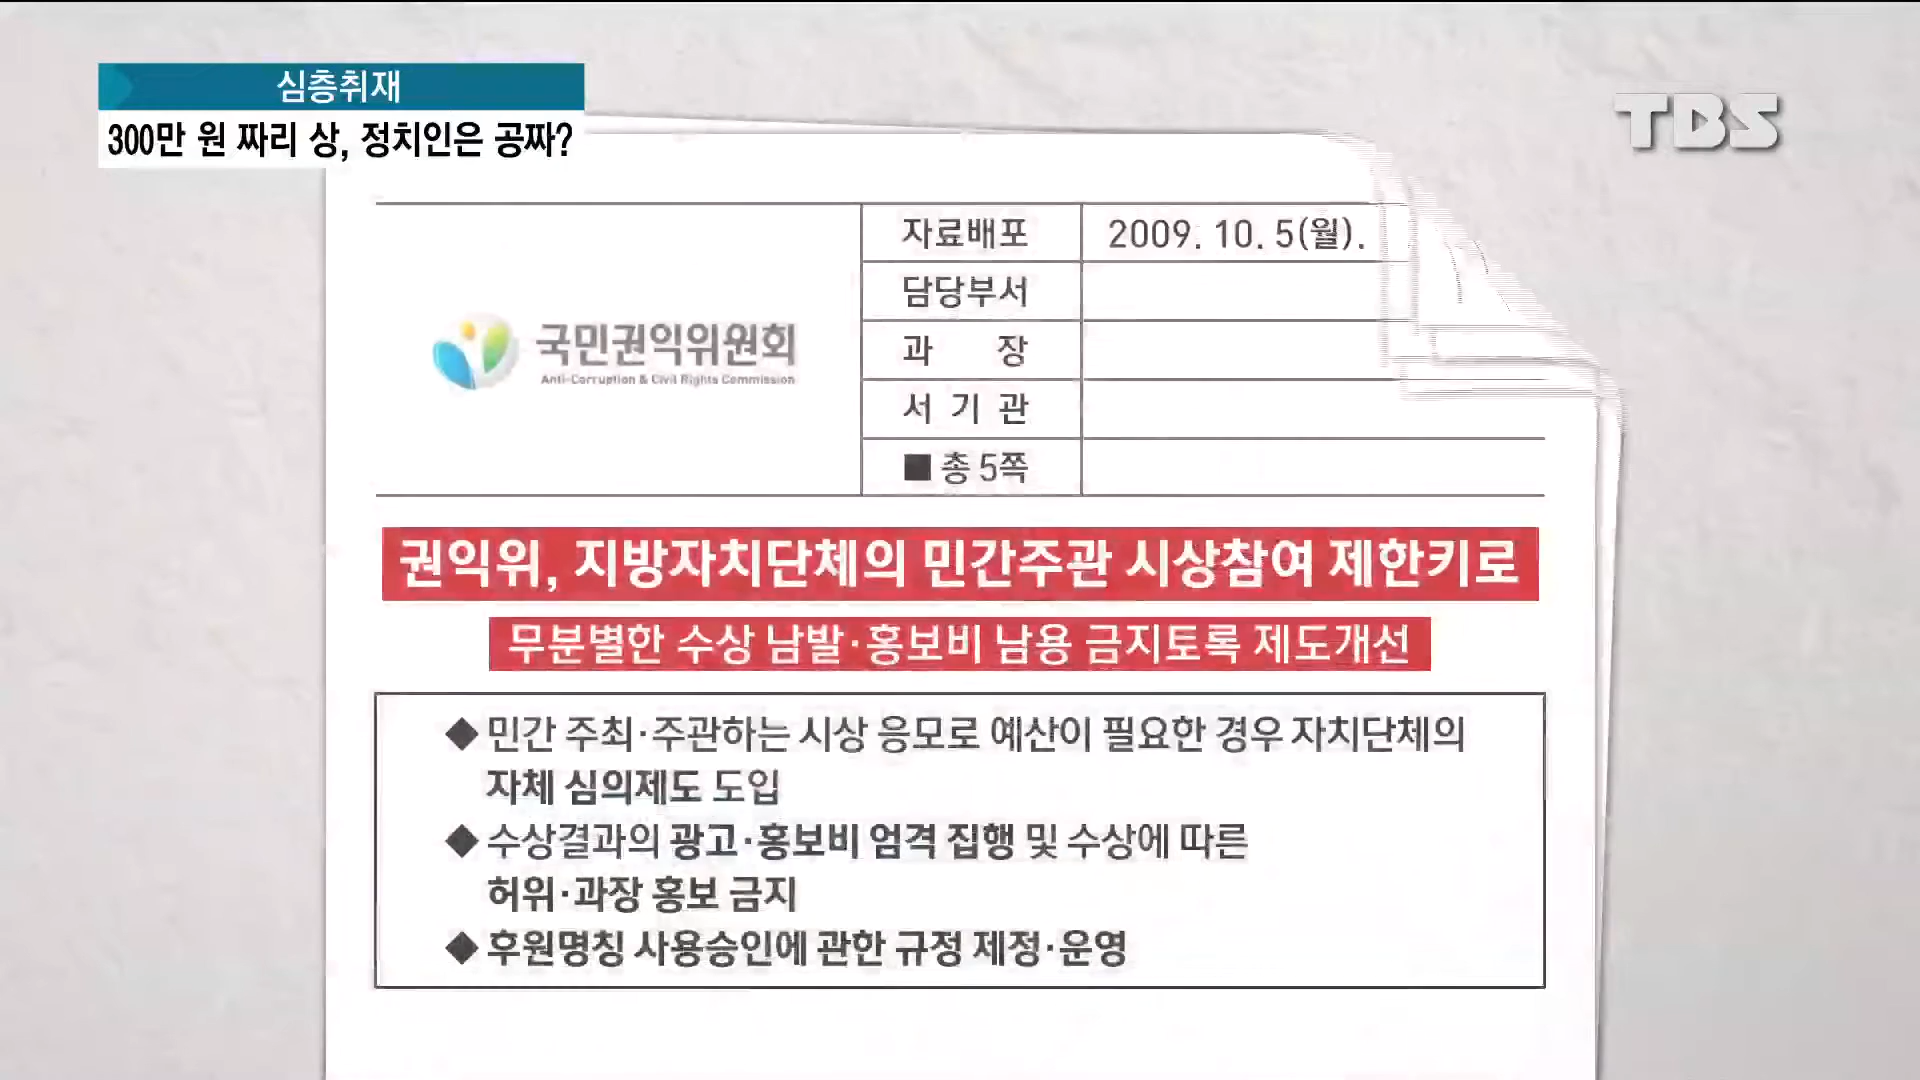 심층취재
300만 원 짜리 상, 정치인은 공짜?
TBS
자료배포 2009. 10. 5(월).
담당부서
과 장
국민권익위원회
Anti-Corruption & Civil Rights Commission
서 기 관
■ 총 5쪽
권익위, 지방자치단체의 민간주관 시상참여 제한키로
무분별한 수상 남발·홍보비 남용 금지토록 제도개선
◆ 민간 주최·주관하는 시상 응모로 예산이 필요한 경우 자치단체의
자체 심의제도 도입
◆ 수상결과의 광고·홍보비 엄격 집행 및 수상에 따른
허위·과장 홍보 금지
◆ 후원명칭 사용승인에 관한 규정 제정·운영